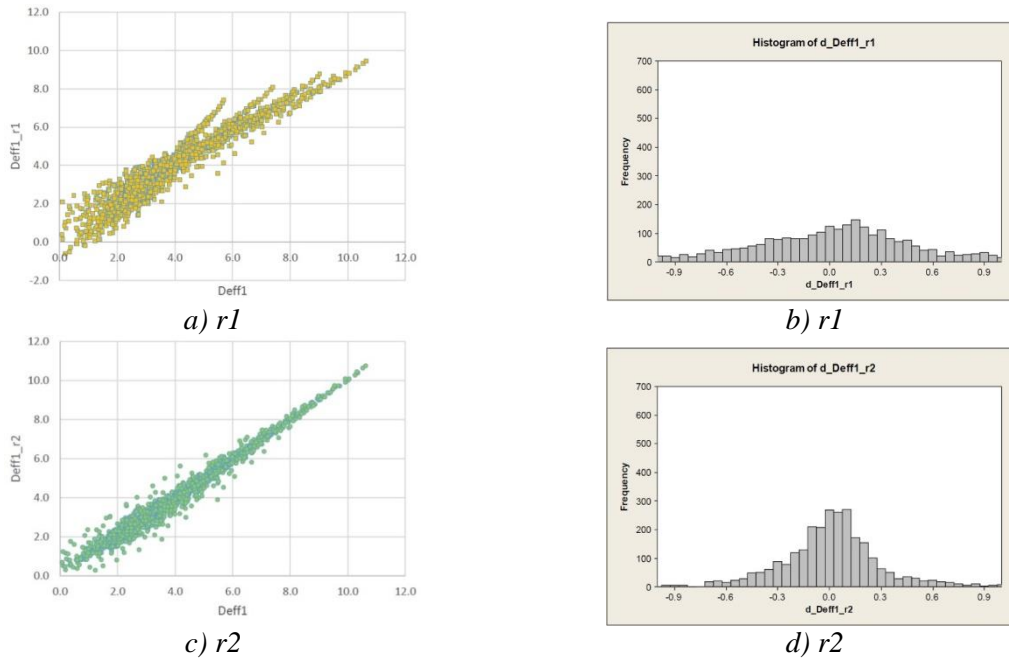 12.0
10.0
8.0
6.0
4.0
2.0
0.0
-2.0
Deff1_r1
0.0 2.0 4.0 6.0 8.0 10.0 12.0
Deff1
a) r1
Histogram of d_Deff1_r1
700
600
500
400
300
200
100
0
Frequency
-0.9 -0.6 -0.3 0.0 0.3 0.6 0.9
d_Deff1_r1
b) r1
12.0
10.0
8.0
6.0
4.0
2.0
0.0
Deff1_r2
0.0 2.0 4.0 6.0 8.0 10.0 12.0
Deff1
c) r2
Histogram of d_Deff1_r2
700
600
500
400
300
200
100
0
Frequency
-0.9 -0.6 -0.3 0.0 0.3 0.6 0.9
d_Deff1_r2
d) r2